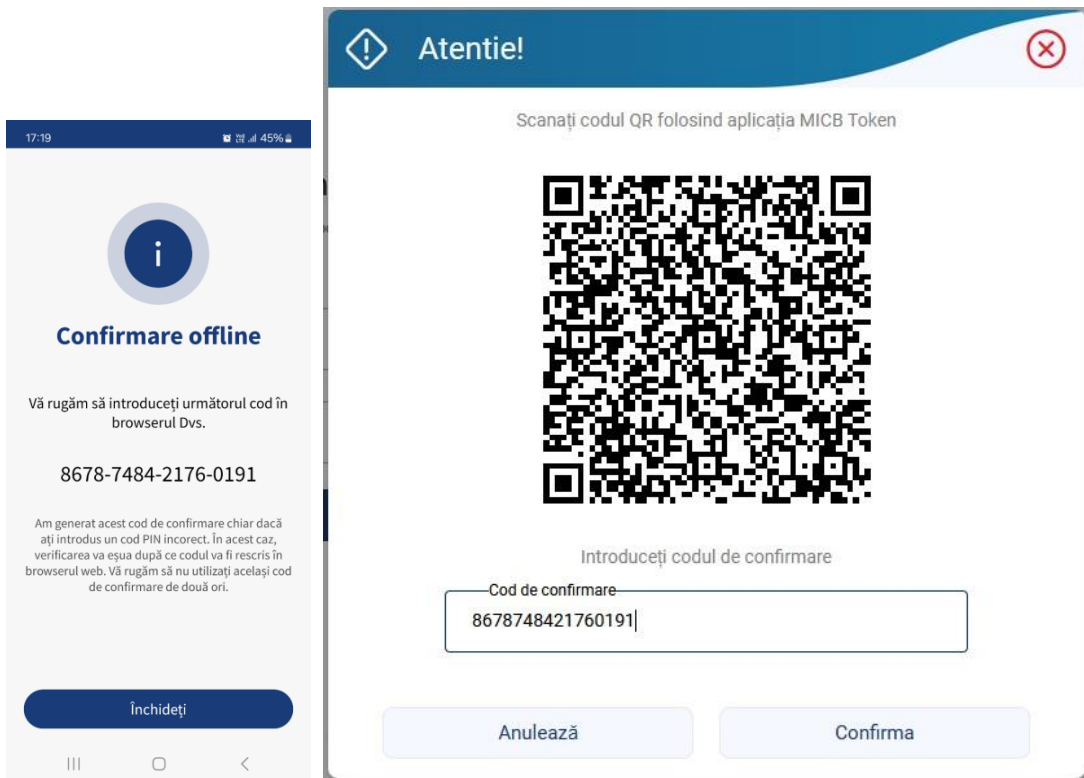 17:19
45%
Confirmare offline
Vă rugăm să introduceți următorul cod în
browserul Dvs.
8678-7484-2176-0191
Am generat acest cod de confirmare chiar dacă
ați introdus un cod PIN incorect. În acest caz,
verificarea va eșua după ce codul va fi rescris în
browserul web. Vă rugăm să nu utilizați același cod
de confirmare de două ori.
Închideți
Atentie!
Scanați codul QR folosind aplicația MICB Token
Introduceți codul de confirmare
Cod de confirmare
8678748421760191
Anulează
Confirma